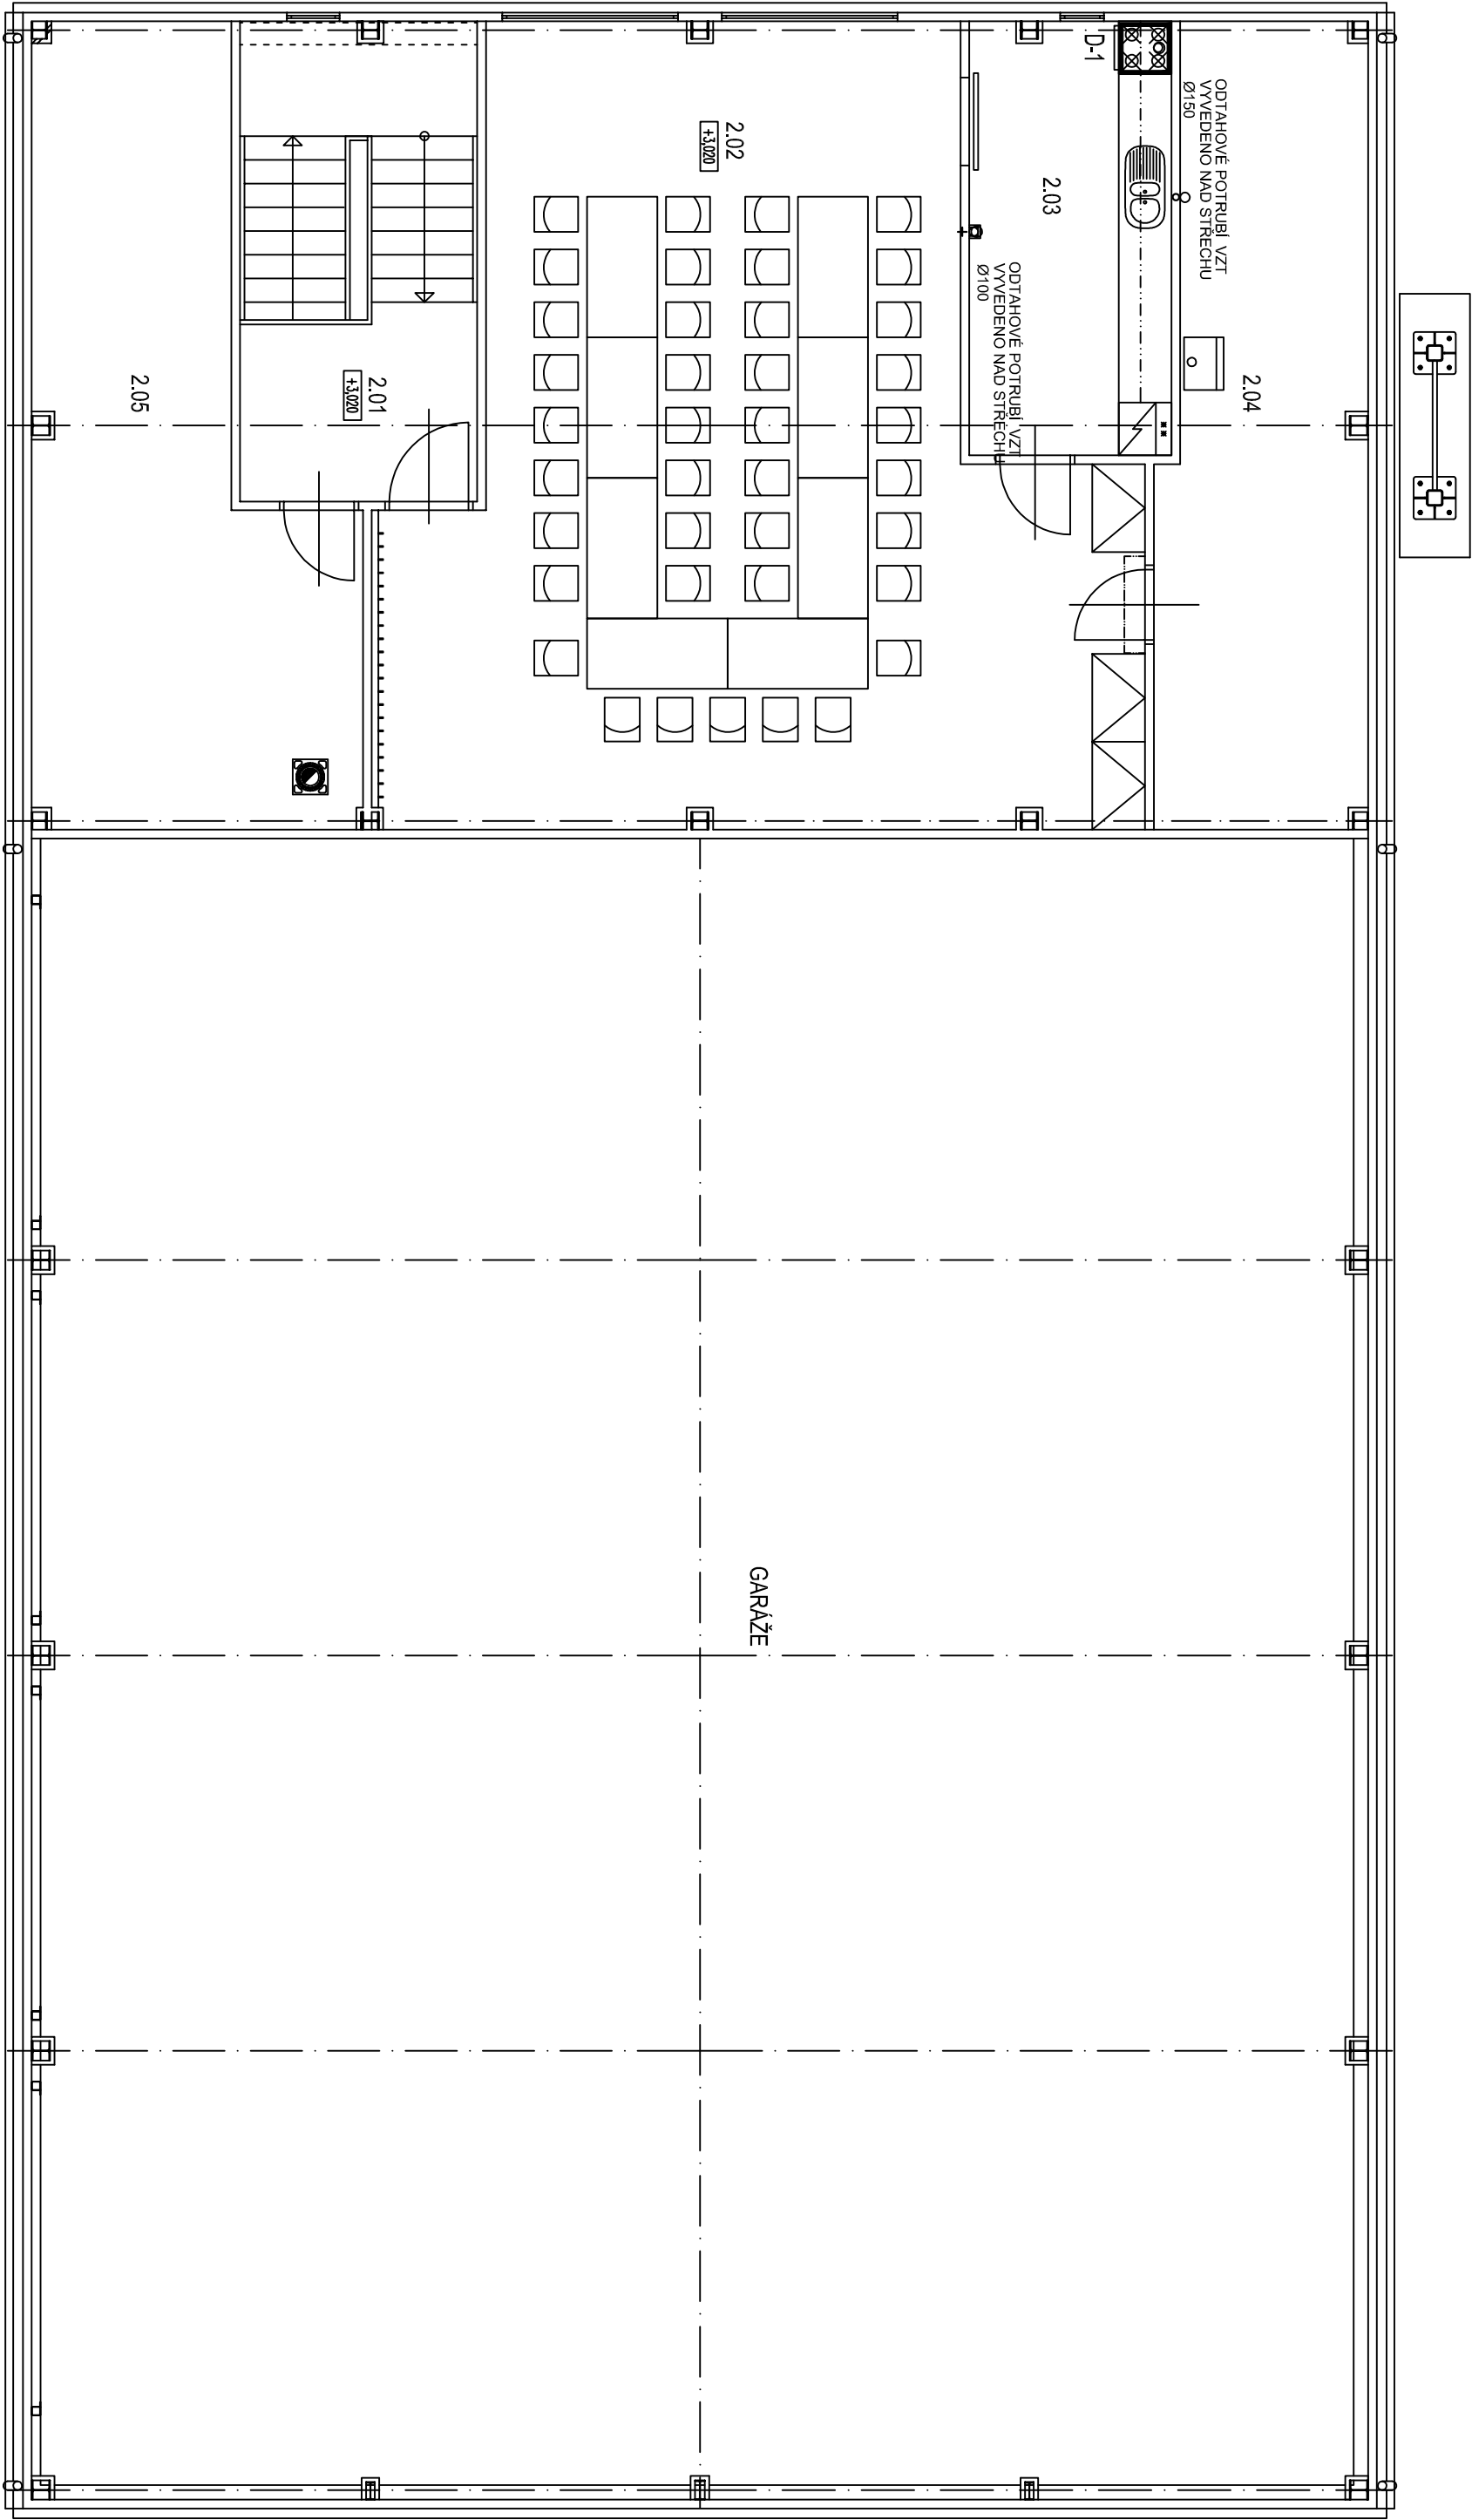 D-1
ODTAHOVÉ POTRUBÍ VZT
VYVEDENO NAD STŘECHU
Ø150
2.02
+3,020
2.03
ODTAHOVÉ POTRUBÍ VZT
VYVEDENO NAD STŘECHU
Ø100
2.04
2.01
+3,020
2.05
GARÁŽE